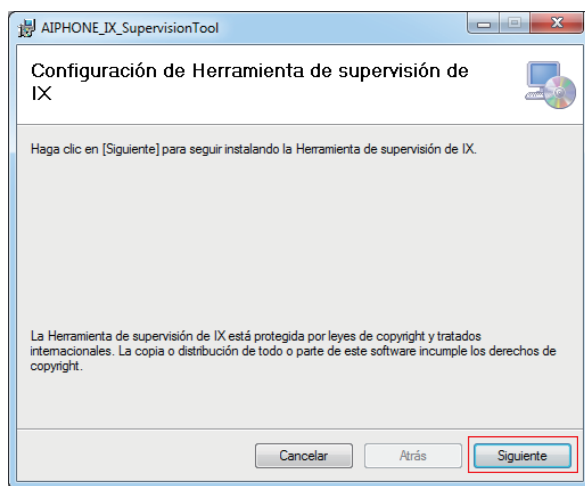 AIPHONE_IX_SupervisionTool
Configuración de Herramienta de supervisión de
IX
Haga clic en [Siguiente] para seguir instalando la Herramienta de supervisión de IX.
La Herramienta de supervisión de IX está protegida por leyes de copyright y tratados
internacionales. La copia o distribución de todo o parte de este software incumple los derechos de
copyright.
Cancelar
Atrás
Siguiente